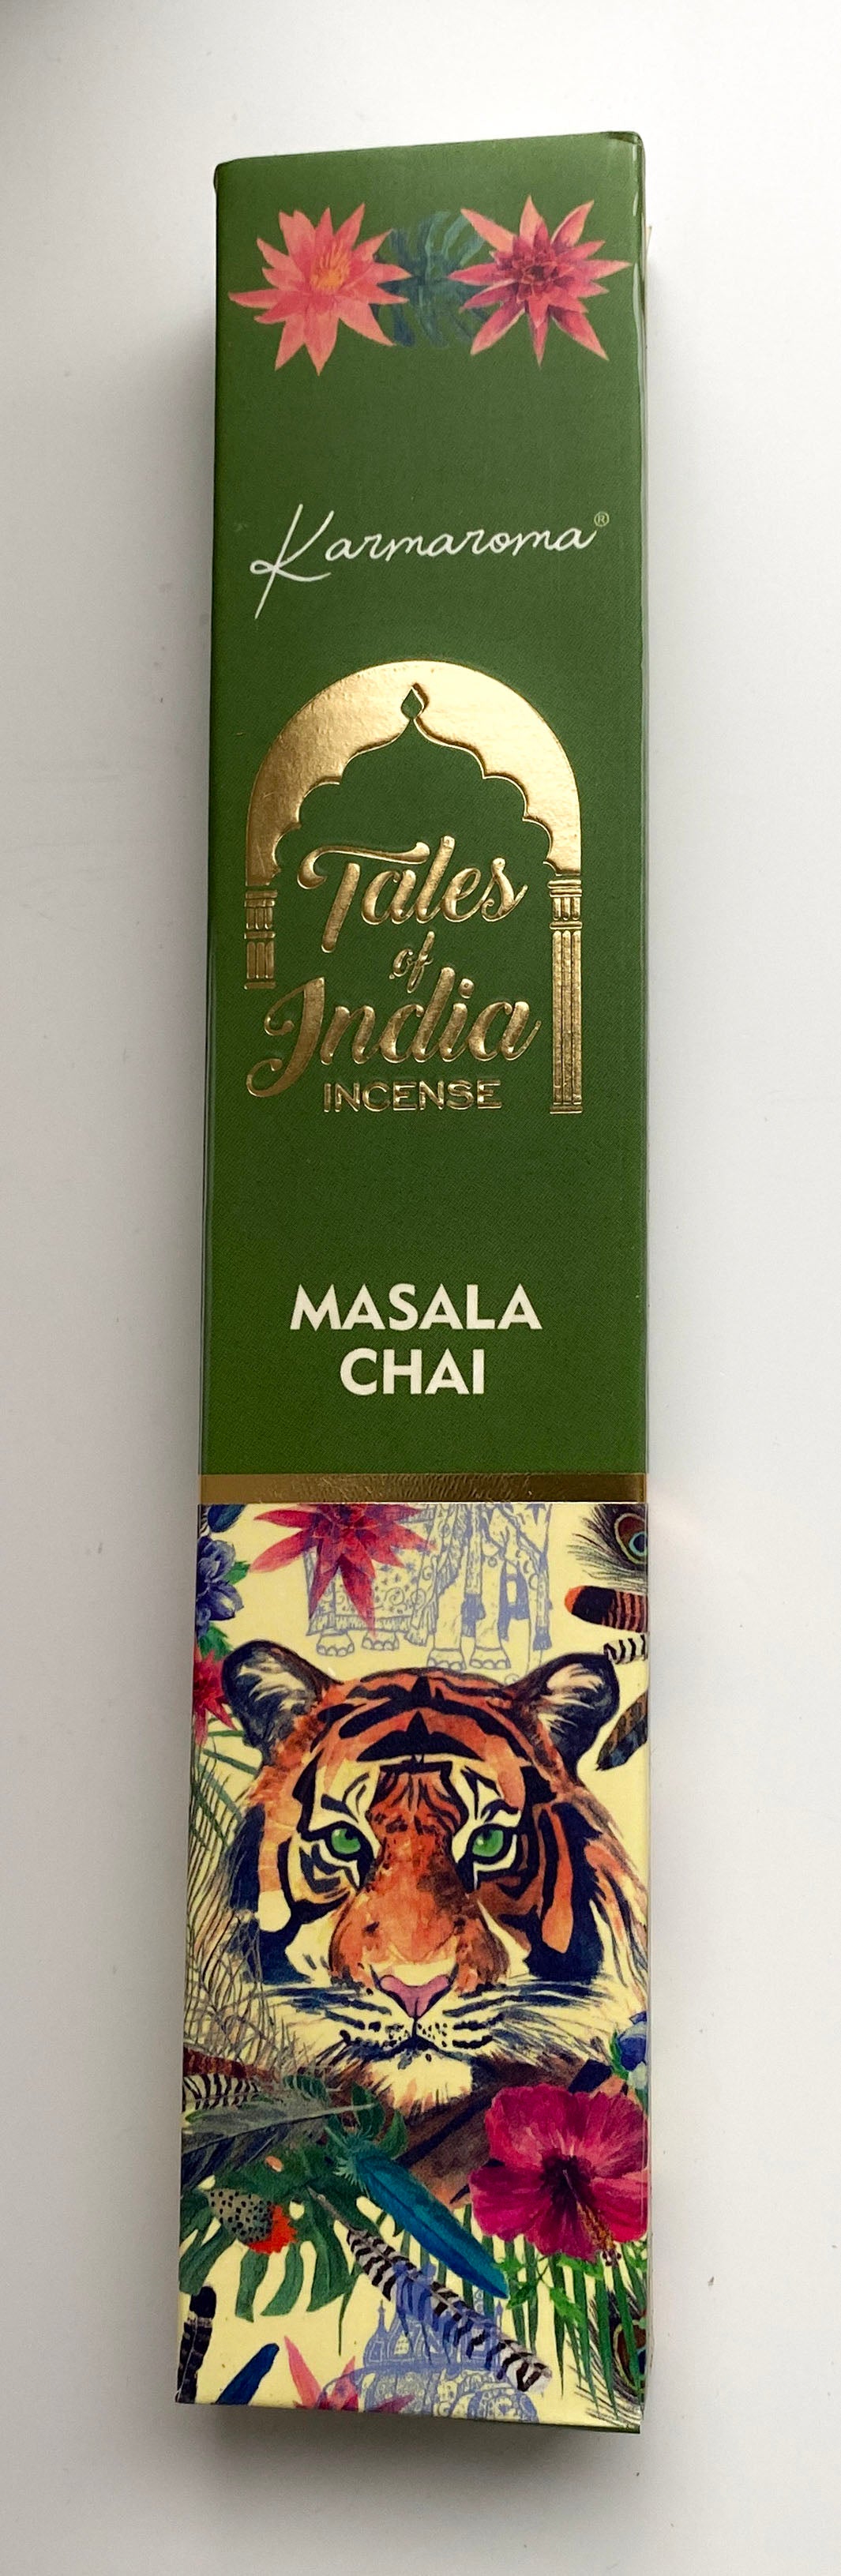 Karmaroma®
Tales
of
India
INCENSE
MASALA
CHAI